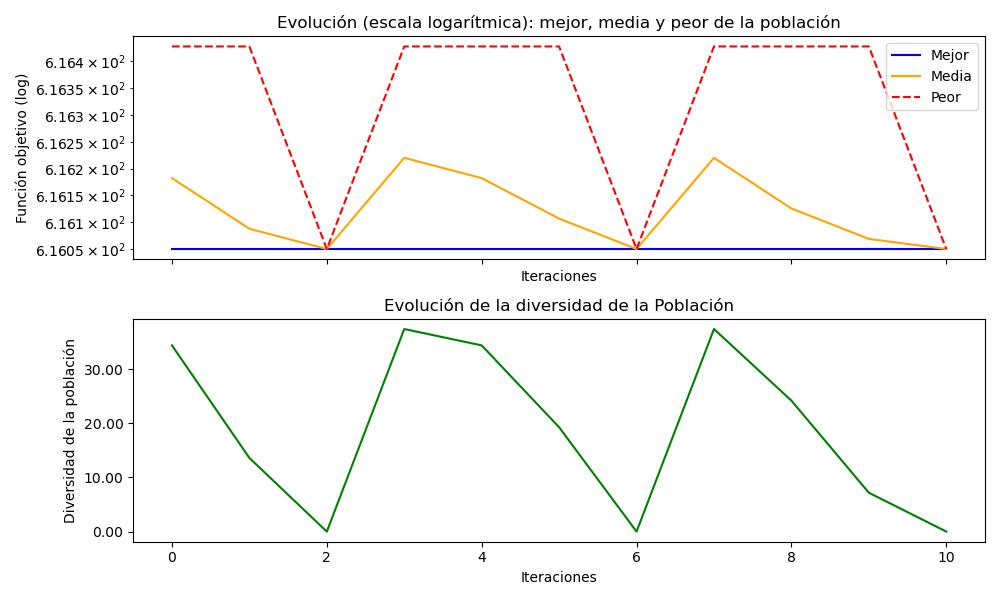 Evolución (escala logarítmica): mejor, media y peor de la población
Función objetivo (log)
6.164 × 10²
6.1635 × 10²
6.163 × 10²
6.1625 × 10²
6.162 × 10²
6.1615 × 10²
6.161 × 10²
6.1605 × 10²
Mejor
Media
Peor
Iteraciones
Evolución de la diversidad de la Población
Diversidad de la población
30.00
20.00
10.00
0.00
0 2 4 6 8 10
Iteraciones